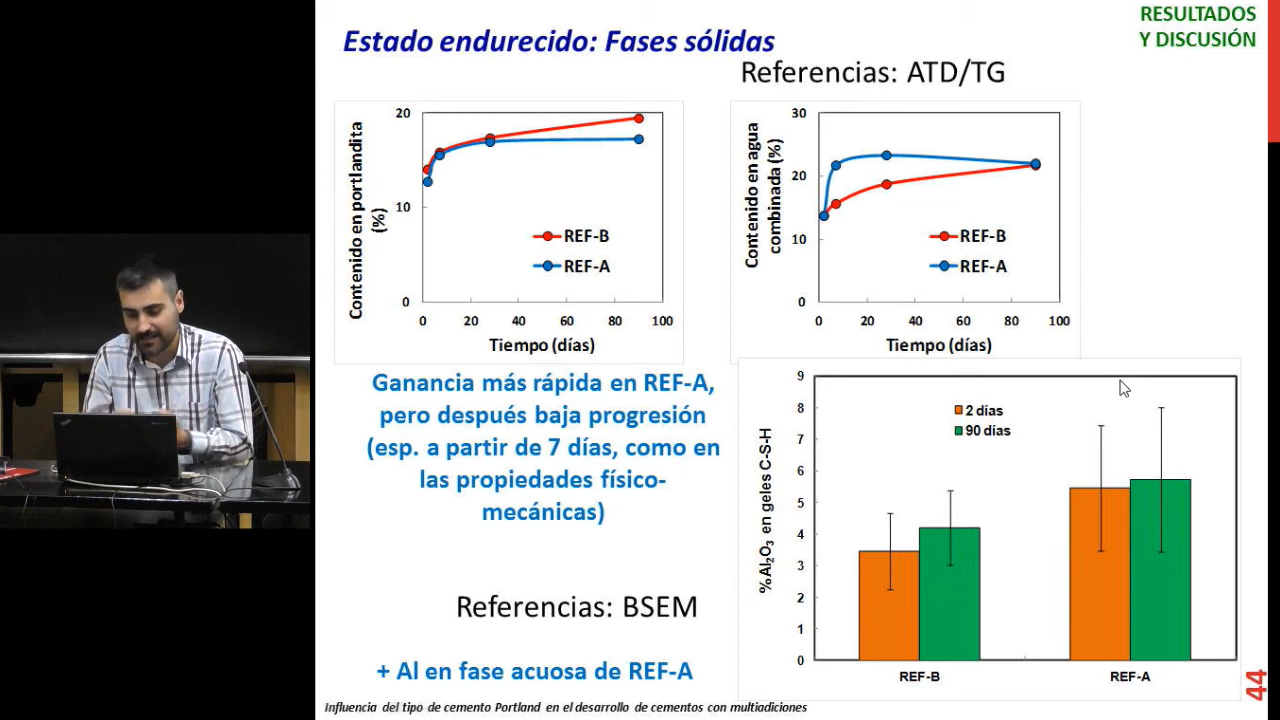 RESULTADOS
Y DISCUSIÓN
Estado endurecido: Fases sólidas
Referencias: ATD/TG
Contenido en portlandita
(%)
20
10
0
REF-B
REF-A
0 20 40 60 80 100
Tiempo (días)
Contenido en agua
combinada (%)
30
20
10
0
REF-B
REF-A
0 20 40 60 80 100
Tiempo (días)
Ganancia más rápida en REF-A,
pero después baja progresión
(esp. a partir de 7 días, como en
las propiedades físico-
mecánicas)
%Al₂O₃ en geles C-S-H
9
8
7
6
5
4
3
2
1
0
2 días
90 días
REF-B REF-A
Referencias: BSEM
+ Al en fase acuosa de REF-A
Influencia del tipo de cemento Portland en el desarrollo de cementos con multiadiciones
44